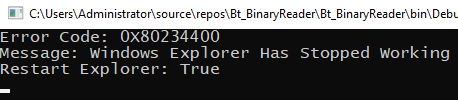 C:\Users\Administrator\source\repos\Bt_BinaryReader\Bt_BinaryReader\bin\Debu
Error Code: 0X80234400
Message: Windows Explorer Has Stopped Working
Restart Explorer: True